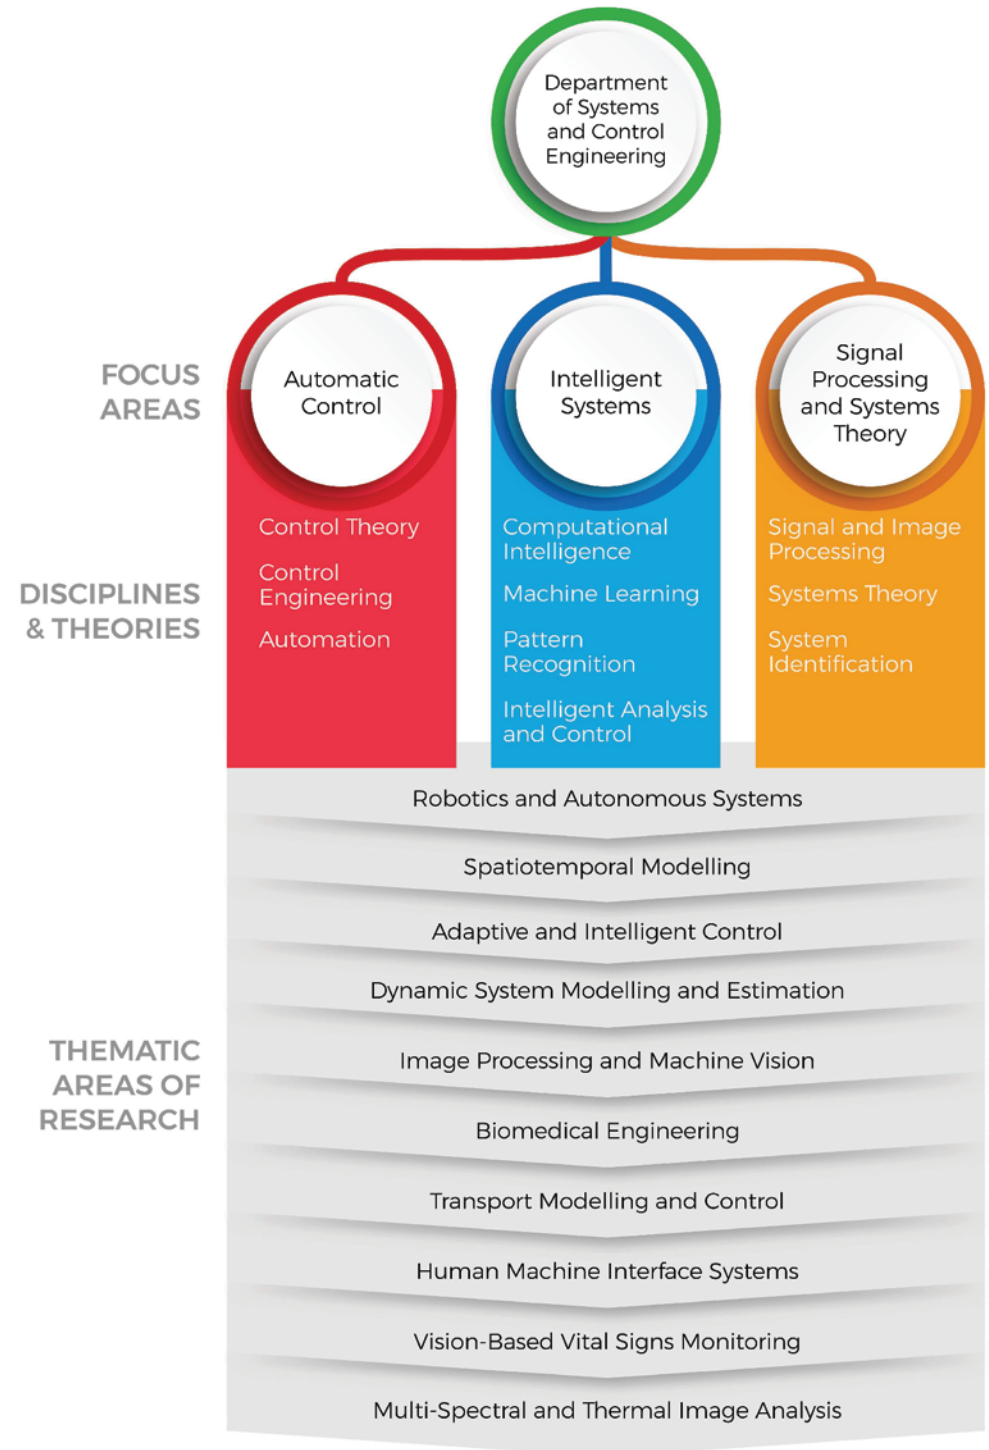 Department
of Systems
and Control
Engineering
FOCUS
AREAS
Automatic
Control
Intelligent
Systems
Signal
Processing
and Systems
Theory
DISCIPLINES
& THEORIES
Control Theory
Control
Engineering
Automation
Computational
Intelligence
Machine Learning
Pattern
Recognition
Intelligent Analysis
and Control
Signal and Image
Processing
Systems Theory
System
Identification
THEMATIC
AREAS OF
RESEARCH
Robotics and Autonomous Systems
Spatiotemporal Modelling
Adaptive and Intelligent Control
Dynamic System Modelling and Estimation
Image Processing and Machine Vision
Biomedical Engineering
Transport Modelling and Control
Human Machine Interface Systems
Vision-Based Vital Signs Monitoring
Multi-Spectral and Thermal Image Analysis